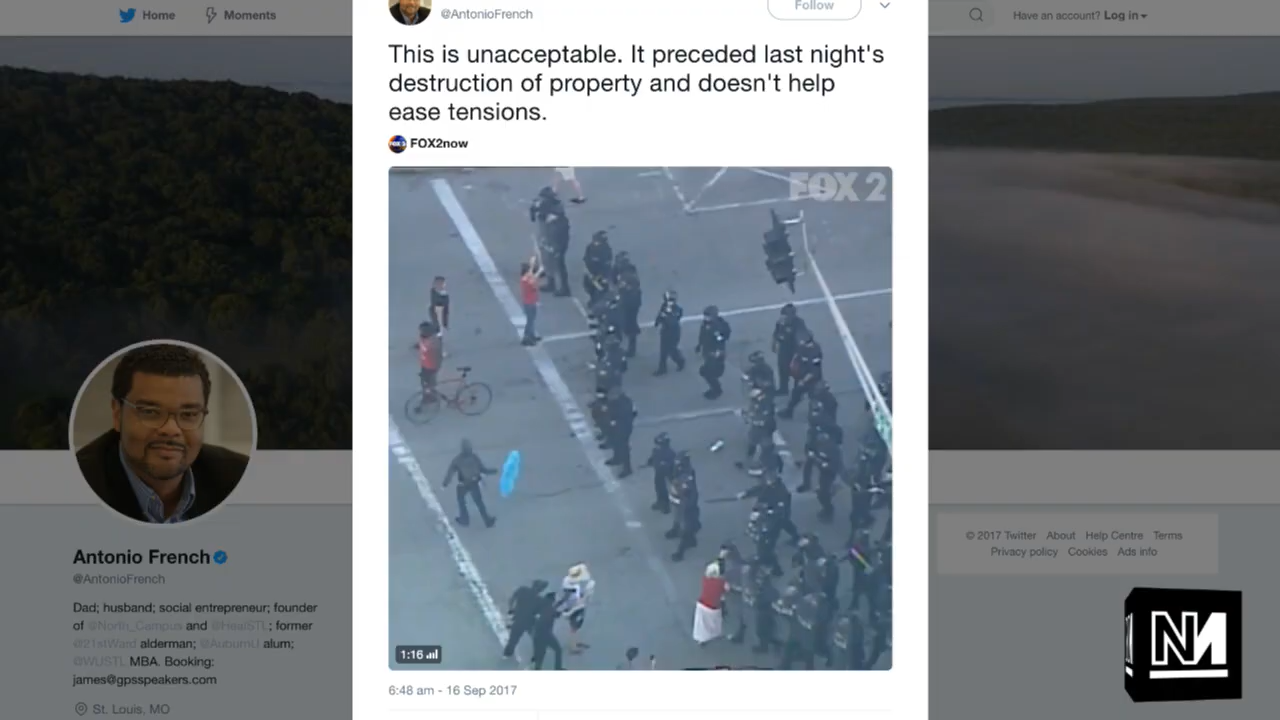 Home
Moments
@AntonioFrench
Follow
Have an account? Log in
This is unacceptable. It preceded last night's
destruction of property and doesn't help
ease tensions.
FOX2now
FOX 2
1:16
6:48 am - 16 Sep 2017
Antonio French
@AntonioFrench
Dad; husband; social entrepreneur; founder
of @North_Campus and @HealSTL; former
@21stWard alderman; @AuburnU alum;
@WUSTL MBA. Booking:
james@gpsspeakers.com
St. Louis, MO
© 2017 Twitter About Help Centre Terms
Privacy policy Cookies Ads info
NM